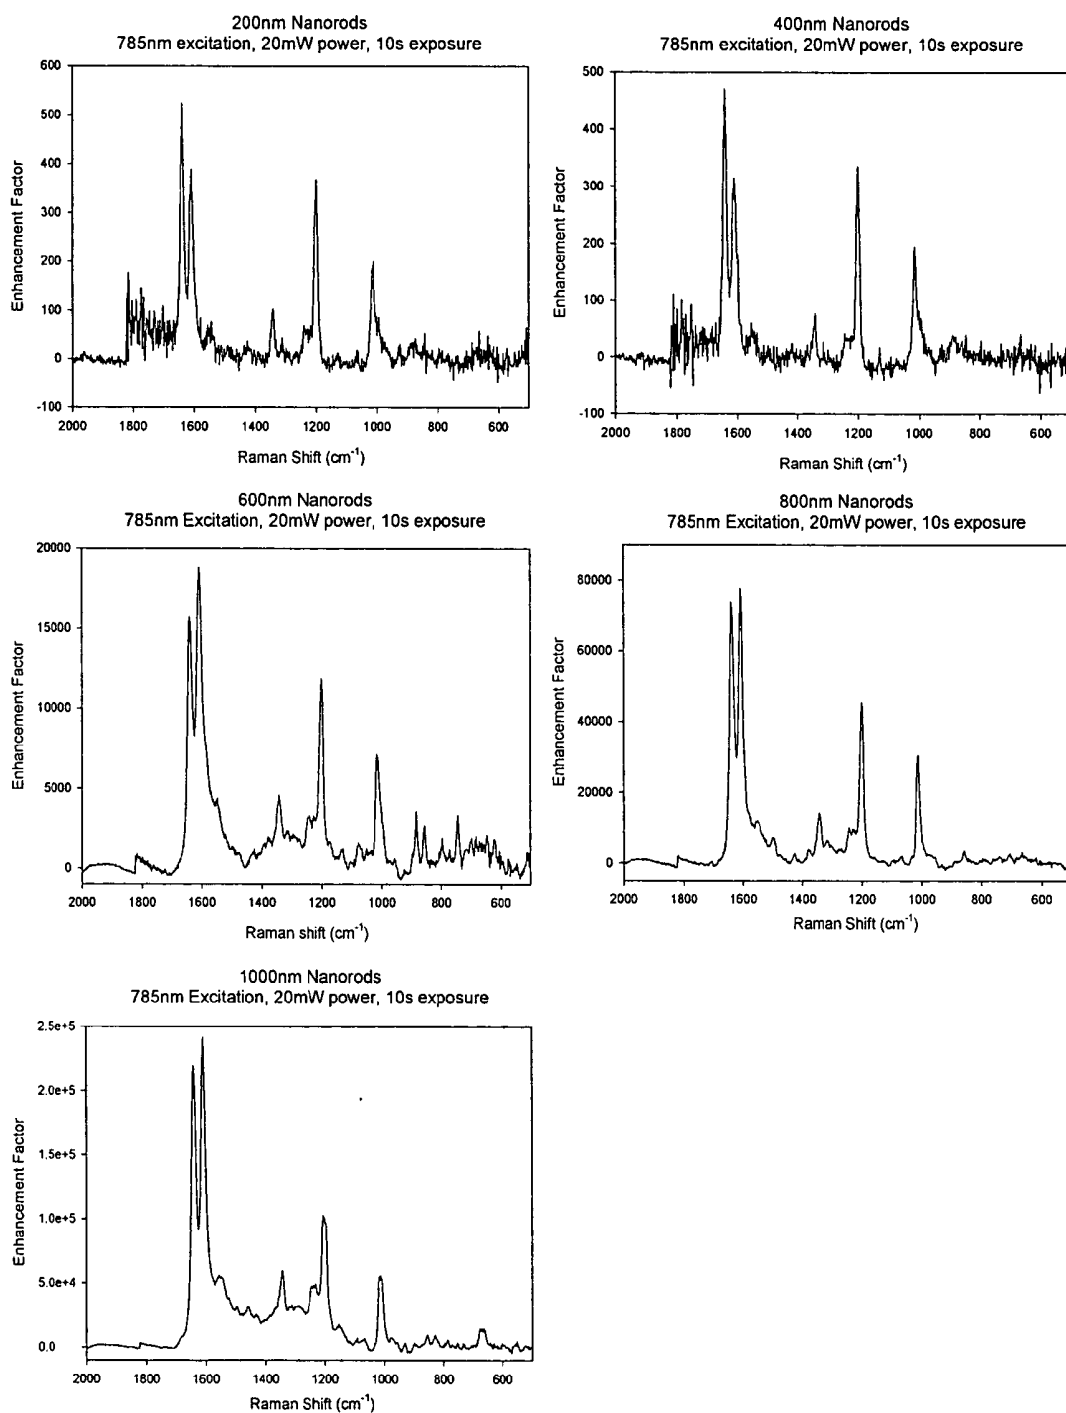 200nm Nanorods
785nm excitation, 20mW power, 10s exposure
600
500
400
300
200
100
0
-100
Enhancement Factor
2000 1800 1600 1400 1200 1000 800 600
Raman Shift (cm⁻¹)
400nm Nanorods
785nm excitation, 20mW power, 10s exposure
500
400
300
200
100
0
-100
Enhancement Factor
2000 1800 1600 1400 1200 1000 800 600
Raman Shift (cm⁻¹)
600nm Nanorods
785nm Excitation, 20mW power, 10s exposure
20000
15000
10000
5000
0
Enhancement Factor
2000 1800 1600 1400 1200 1000 800 600
Raman shift (cm⁻¹)
800nm Nanorods
785nm Excitation, 20mW power, 10s exposure
80000
60000
40000
20000
0
Enhancement Factor
2000 1800 1600 1400 1200 1000 800 600
Raman Shift (cm⁻¹)
1000nm Nanorods
785nm Excitation, 20mW power, 10s exposure
2.5e+5
2.0e+5
1.5e+5
1.0e+5
5.0e+4
0.0
Enhancement Factor
2000 1800 1600 1400 1200 1000 800 600
Raman Shift (cm⁻¹)